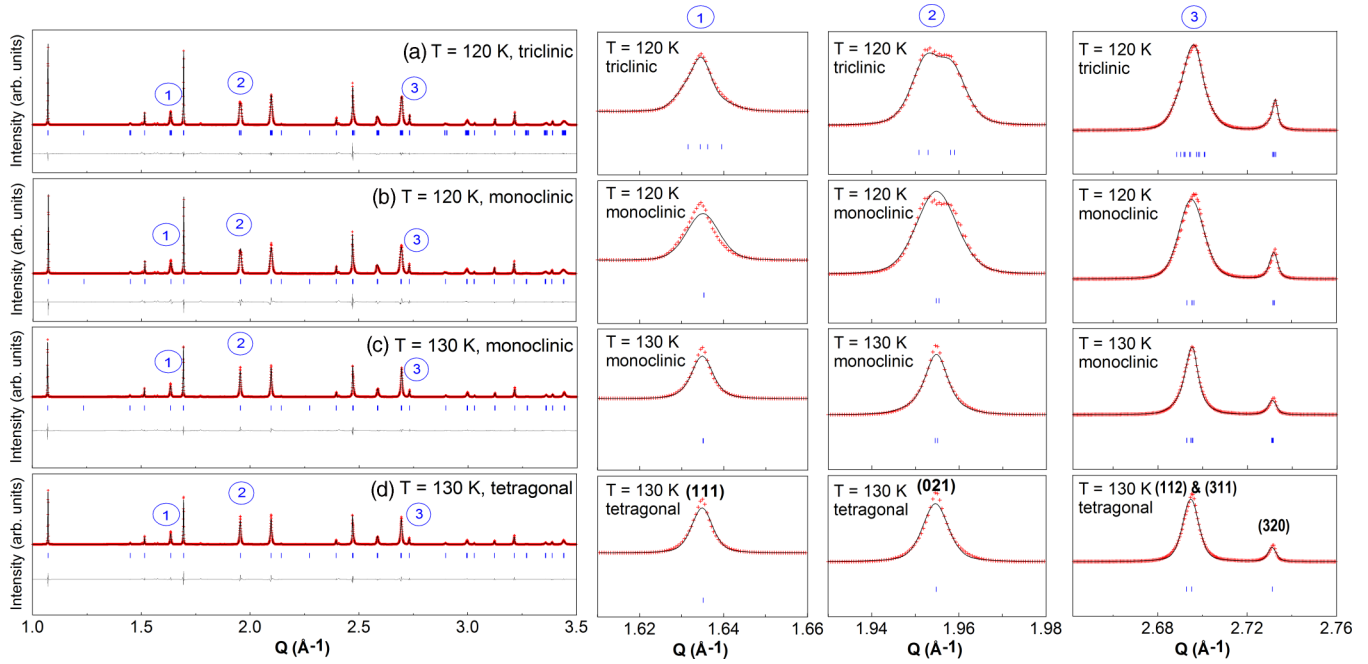 1
2
3
Intensity (arb. units)
(a) T = 120 K, triclinic
1
2
3
T = 120 K
triclinic
T = 120 K
triclinic
T = 120 K
triclinic
Intensity (arb. units)
(b) T = 120 K, monoclinic
1
2
3
T = 120 K
monoclinic
T = 120 K
monoclinic
T = 120 K
monoclinic
Intensity (arb. units)
(c) T = 130 K, monoclinic
1
2
3
T = 130 K
monoclinic
T = 130 K
monoclinic
T = 130 K
monoclinic
Intensity (arb. units)
(d) T = 130 K, tetragonal
1
2
3
T = 130 K (111)
tetragonal
T = 130 K (021)
tetragonal
T = 130 K (112) & (311)
tetragonal
(320)
1.0 1.5 2.0 2.5 3.0 3.5
1.62 1.64 1.66
1.94 1.96 1.98
2.68 2.72 2.76
Q (Å-1)
Q (Å-1)
Q (Å-1)
Q (Å-1)